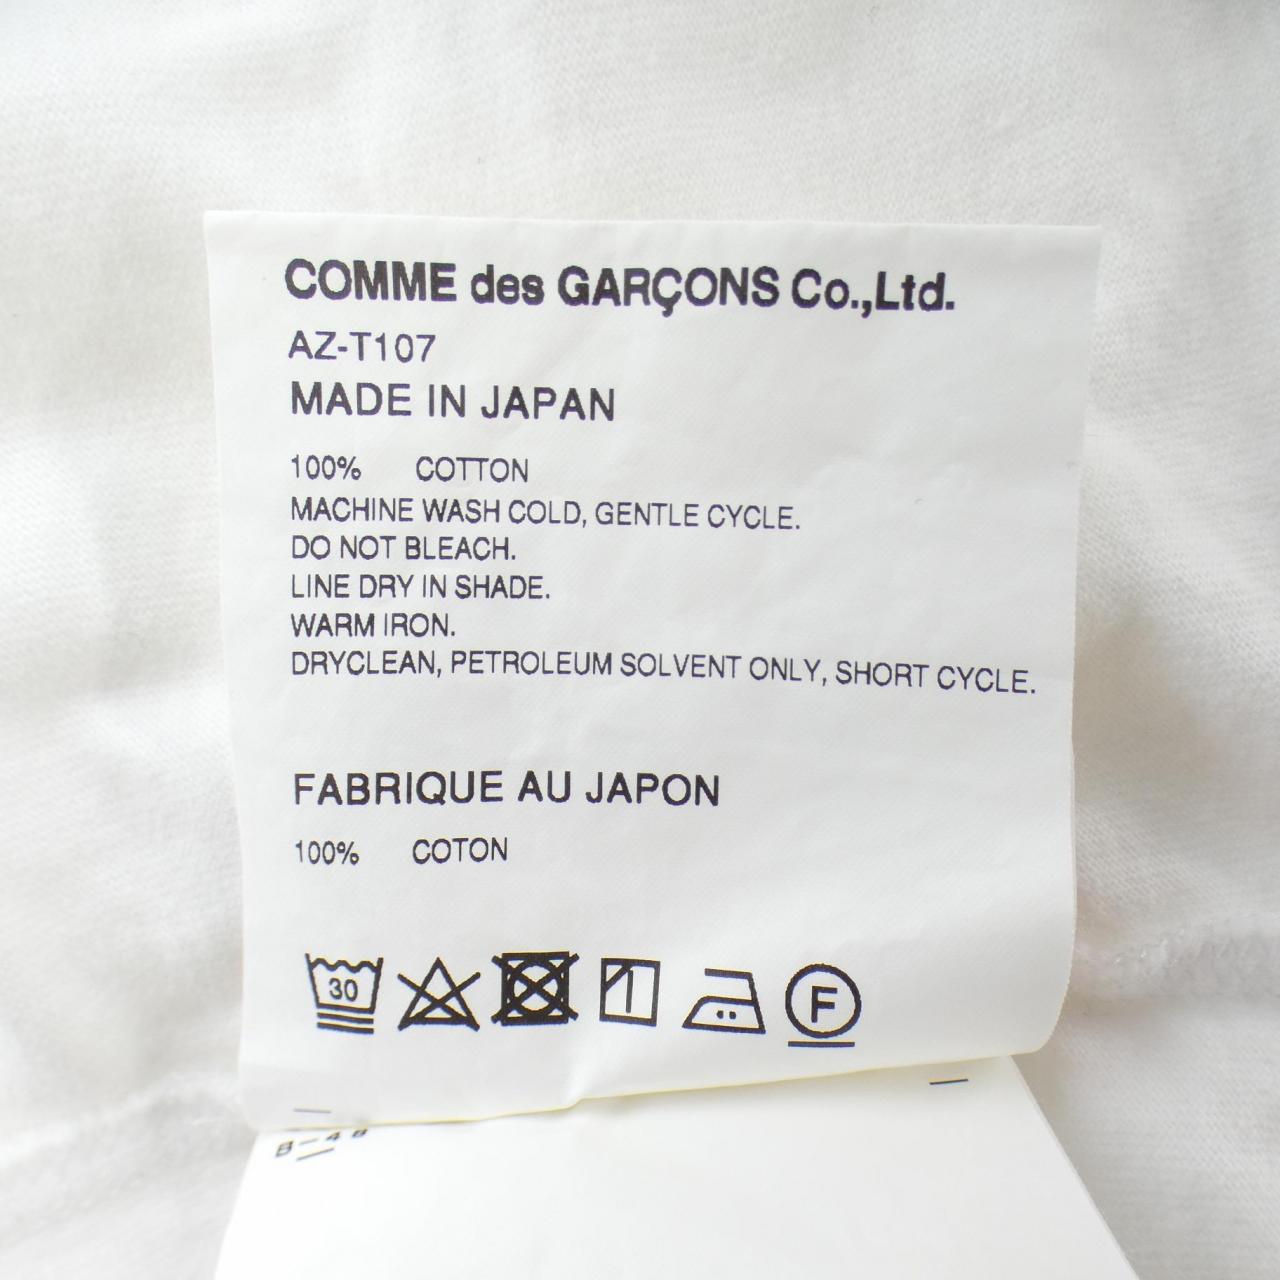 COMME des GARÇONS Co.,Ltd.
AZ-T107
MADE IN JAPAN
100% COTTON
MACHINE WASH COLD, GENTLE CYCLE.
DO NOT BLEACH.
LINE DRY IN SHADE.
WARM IRON.
DRYCLEAN, PETROLEUM SOLVENT ONLY, SHORT CYCLE.
FABRIQUE AU JAPON
100% COTON
30
F